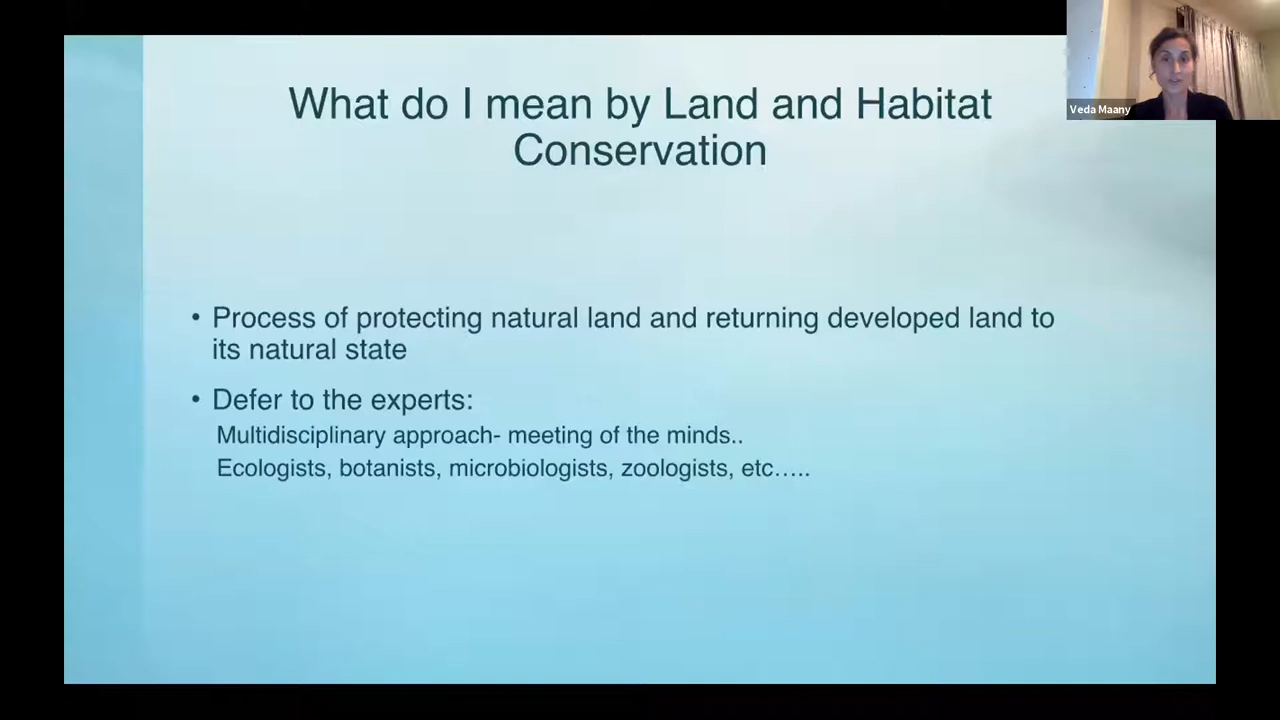 What do I mean by Land and Habitat
Conservation
Veda Maany
• Process of protecting natural land and returning developed land to
its natural state
• Defer to the experts:
Multidisciplinary approach- meeting of the minds..
Ecologists, botanists, microbiologists, zoologists, etc…..